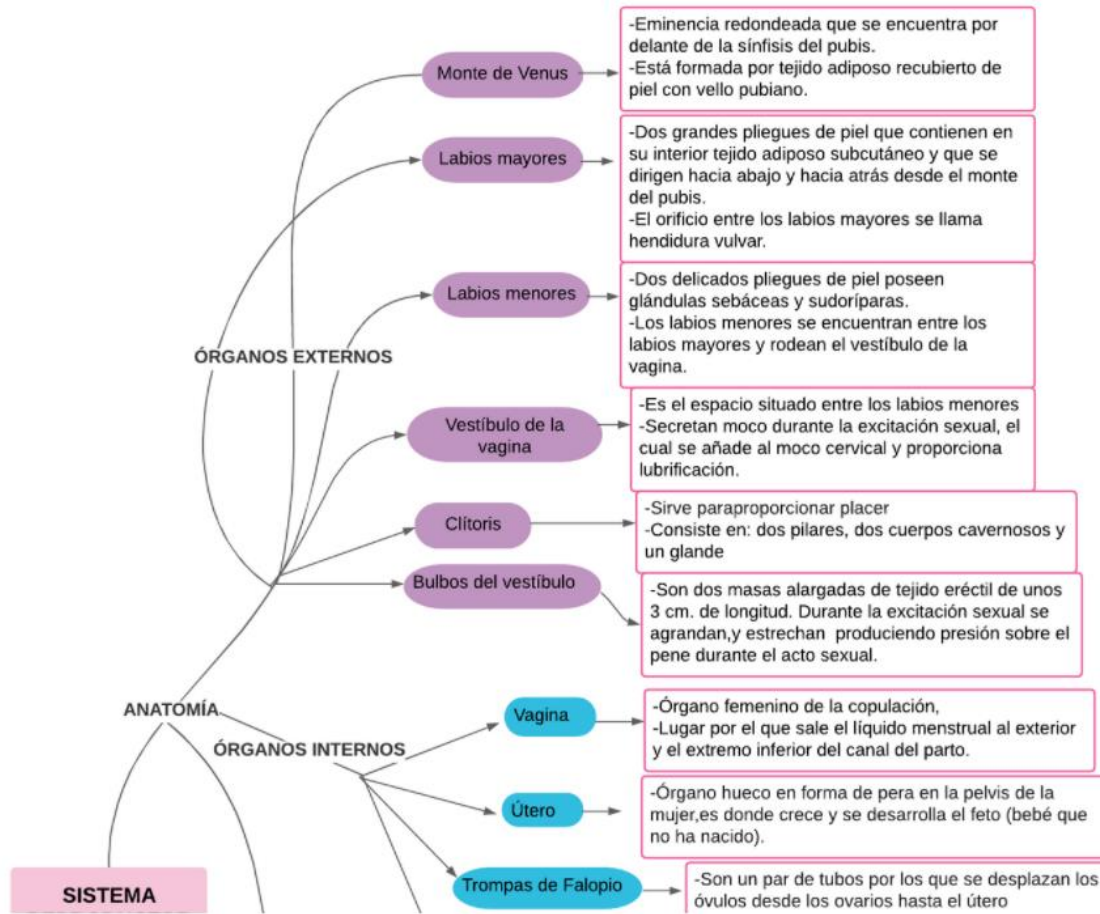 -Eminencia redondeada que se encuentra por
delante de la sínfisis del pubis.
-Está formada por tejido adiposo recubierto de
piel con vello pubiano.
Monte de Venus
-Dos grandes pliegues de piel que contienen en
su interior tejido adiposo subcutáneo y que se
dirigen hacia abajo y hacia atrás desde el monte
del pubis.
-El orificio entre los labios mayores se llama
hendidura vulvar.
Labios mayores
-Dos delicados pliegues de piel poseen
glándulas sebáceas y sudoríparas.
-Los labios menores se encuentran entre los
labios mayores y rodean el vestíbulo de la
vagina.
Labios menores
ÓRGANOS EXTERNOS
-Es el espacio situado entre los labios menores
-Secretan moco durante la excitación sexual, el
cual se añade al moco cervical y proporciona
lubrificación.
Vestíbulo de la
vagina
Clítoris
-Sirve paraproporcionar placer
-Consiste en: dos pilares, dos cuerpos cavernosos y
un glande
Bulbos del vestíbulo
-Son dos masas alargadas de tejido eréctil de unos
3 cm. de longitud. Durante la excitación sexual se
agrandan,y estrechan produciendo presión sobre el
pene durante el acto sexual.
ANATOMÍA
ÓRGANOS INTERNOS
Vagina
-Órgano femenino de la copulación,
-Lugar por el que sale el líquido menstrual al exterior
y el extremo inferior del canal del parto.
Útero
-Órgano hueco en forma de pera en la pelvis de la
mujer,es donde crece y se desarrolla el feto (bebé que
no ha nacido).
Trompas de Falopio
-Son un par de tubos por los que se desplazan los
óvulos desde los ovarios hasta el útero
SISTEMA